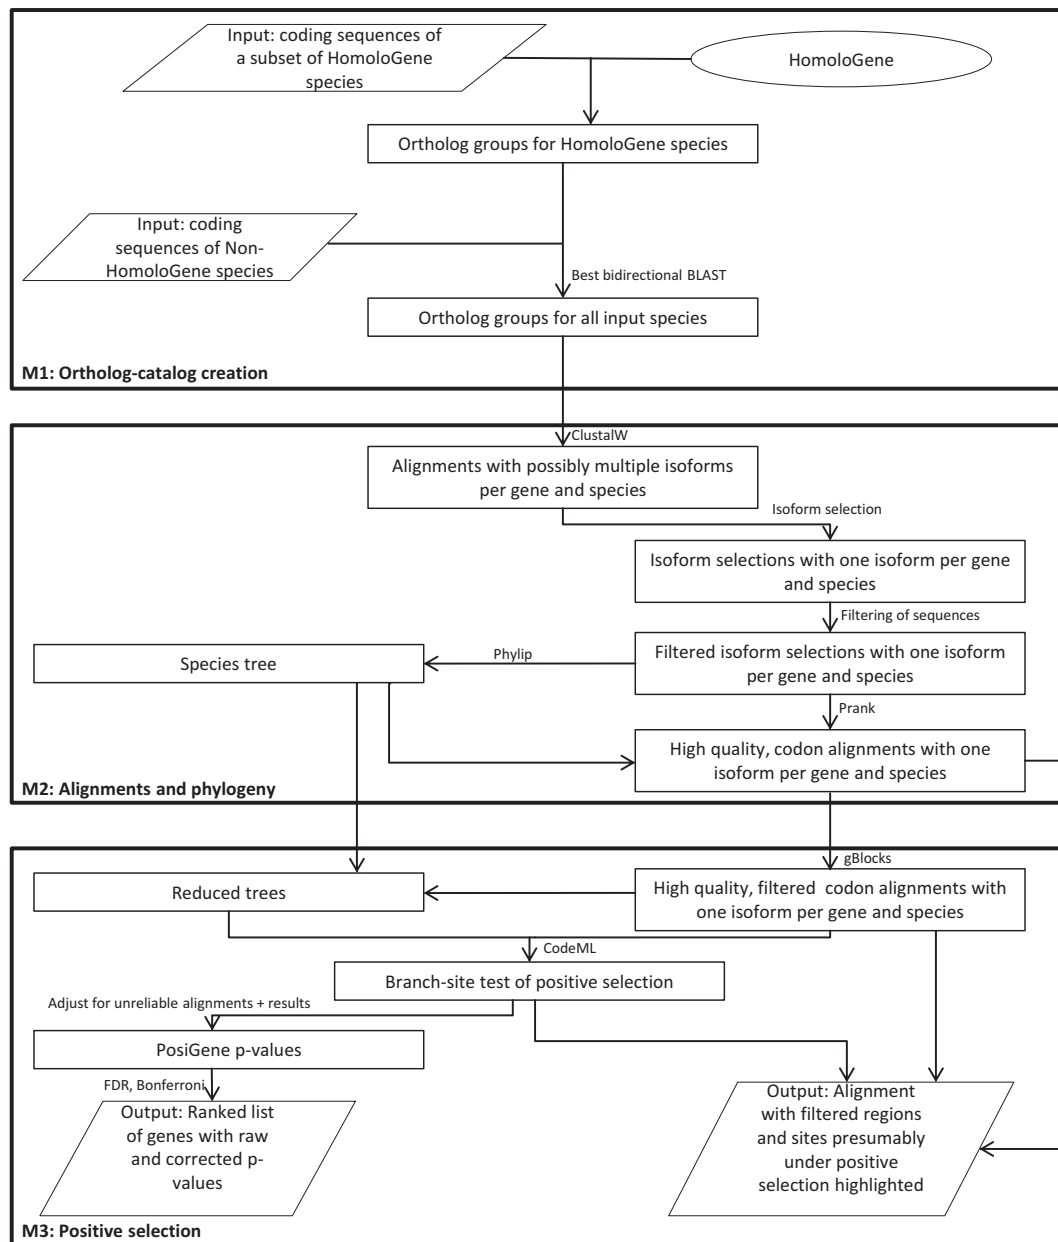 Input: coding sequences of
a subset of HomoloGene
species
HomoloGene
Ortholog groups for HomoloGene species
Input: coding
sequences of Non-
HomoloGene species
Best bidirectional BLAST
Ortholog groups for all input species
M1: Ortholog-catalog creation
ClustalW
Alignments with possibly multiple isoforms
per gene and species
Isoform selection
Isoform selections with one isoform per gene
and species
Filtering of sequences
Species tree
Phylip
Filtered isoform selections with one isoform
per gene and species
Prank
High quality, codon alignments with one
isoform per gene and species
M2: Alignments and phylogeny
gBlocks
Reduced trees
High quality, filtered codon alignments with
one isoform per gene and species
CodeML
Branch-site test of positive selection
Adjust for unreliable alignments + results
PosiGene p-values
FDR, Bonferroni
Output: Ranked list
of genes with raw
and corrected p-
values
Output: Alignment
with filtered regions
and sites presumably
under positive
selection highlighted
M3: Positive selection